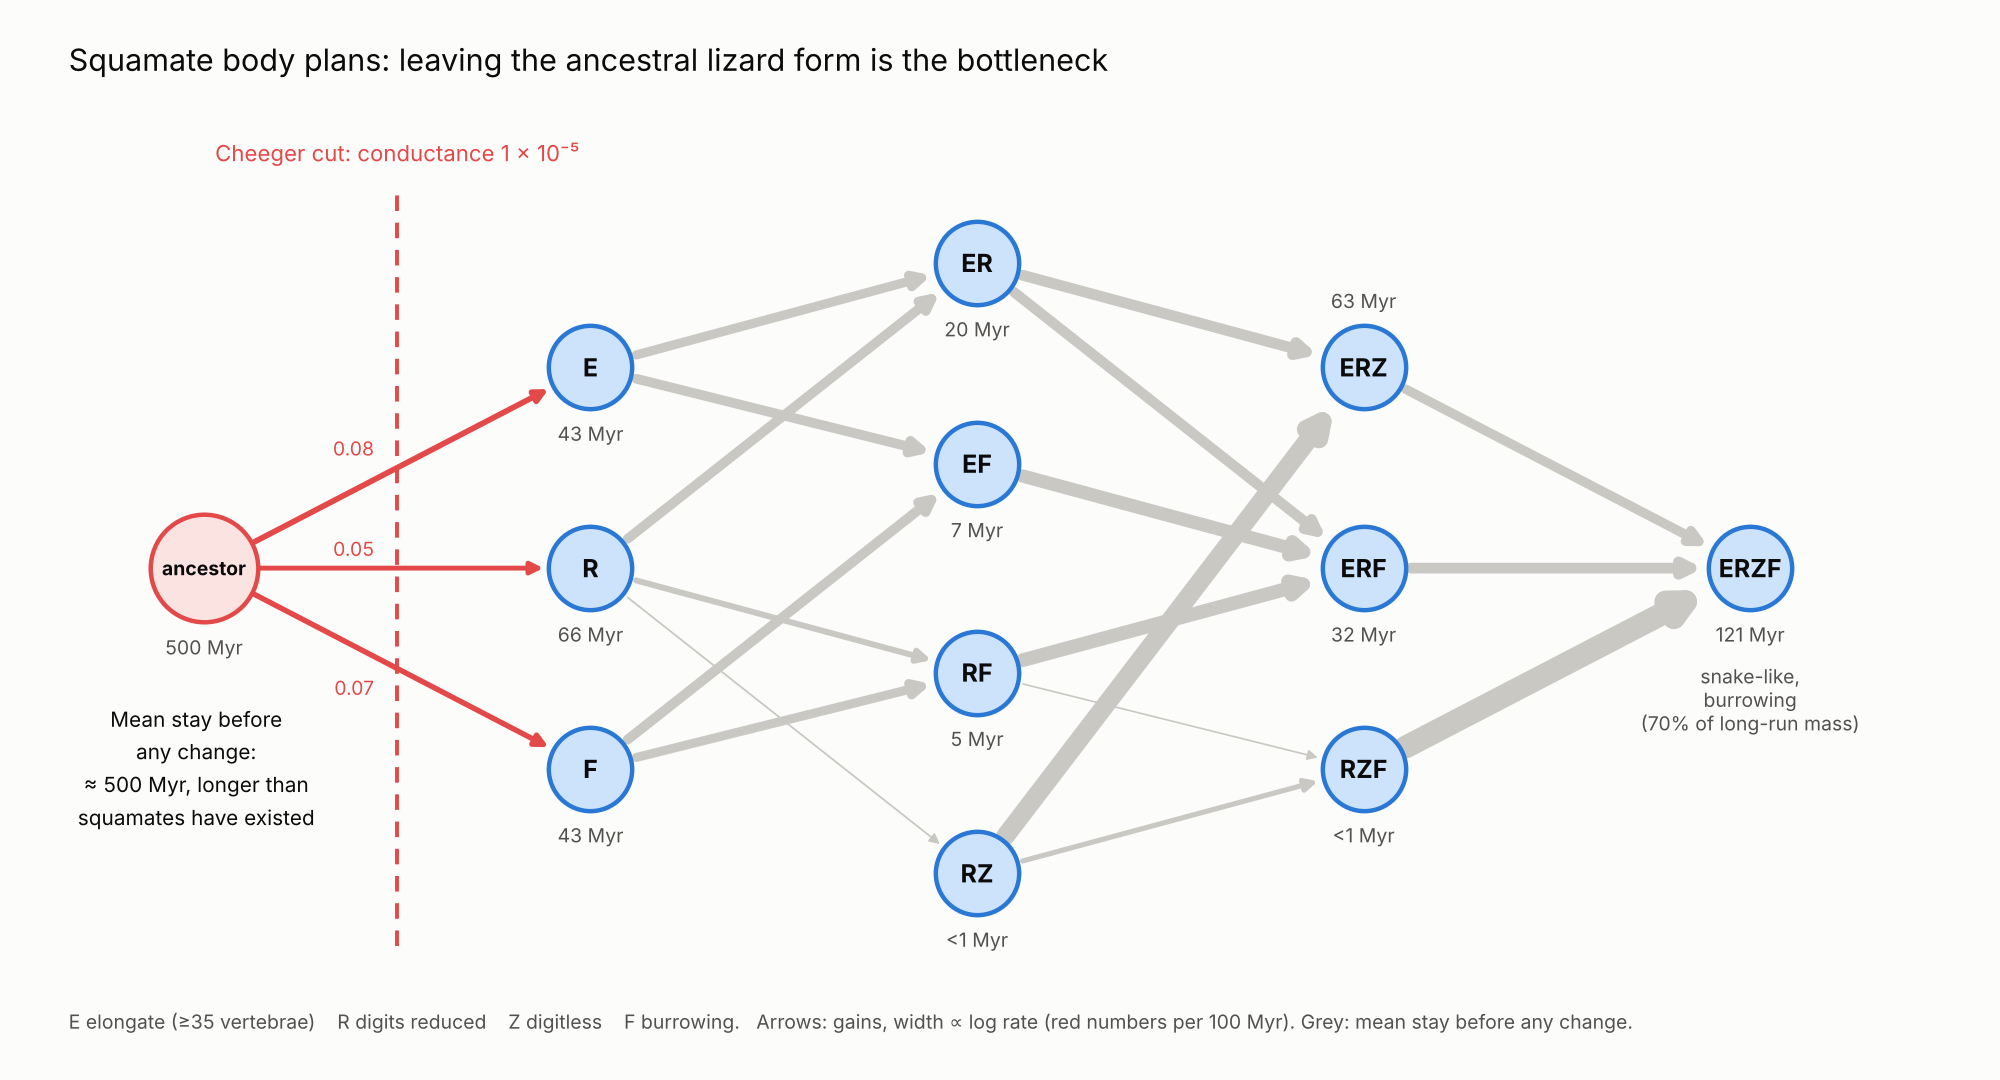 Squamate body plans: leaving the ancestral lizard form is the bottleneck
Cheeger cut: conductance 1 × 10⁻⁵
ER
20 Myr
63 Myr
ERZ
E
43 Myr
0.08
EF
7 Myr
0.05
ancestor
500 Myr
R
66 Myr
ERF
32 Myr
ERZF
121 Myr
snake-like,
burrowing
(70% of long-run mass)
0.07
RF
5 Myr
Mean stay before
any change:
≈ 500 Myr, longer than
squamates have existed
F
43 Myr
RZF
<1 Myr
RZ
<1 Myr
E elongate (≥35 vertebrae) R digits reduced Z digitless F burrowing. Arrows: gains, width ∝ log rate (red numbers per 100 Myr). Grey: mean stay before any change.